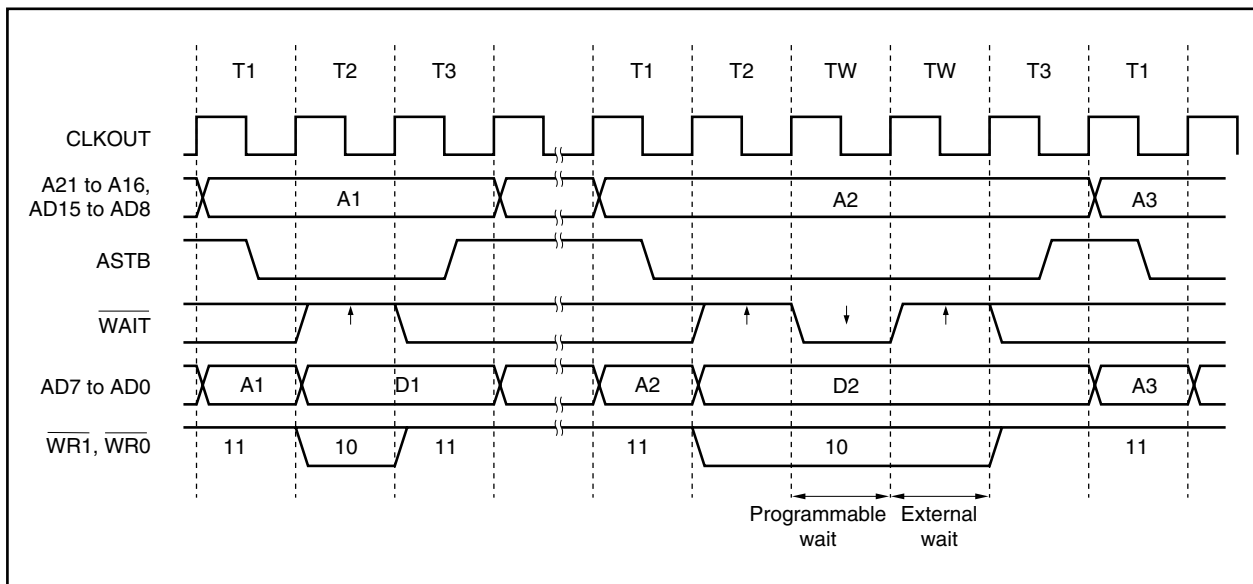 T1 T2 T3 T1 T2 TW TW T3 T1
CLKOUT
A21 to A16,
AD15 to AD8
A1 A2 A3
ASTB
WAIT
AD7 to AD0 A1 D1 A2 D2 A3
WR1, WR0 11 10 11 11 10 11
Programmable
wait
External
wait